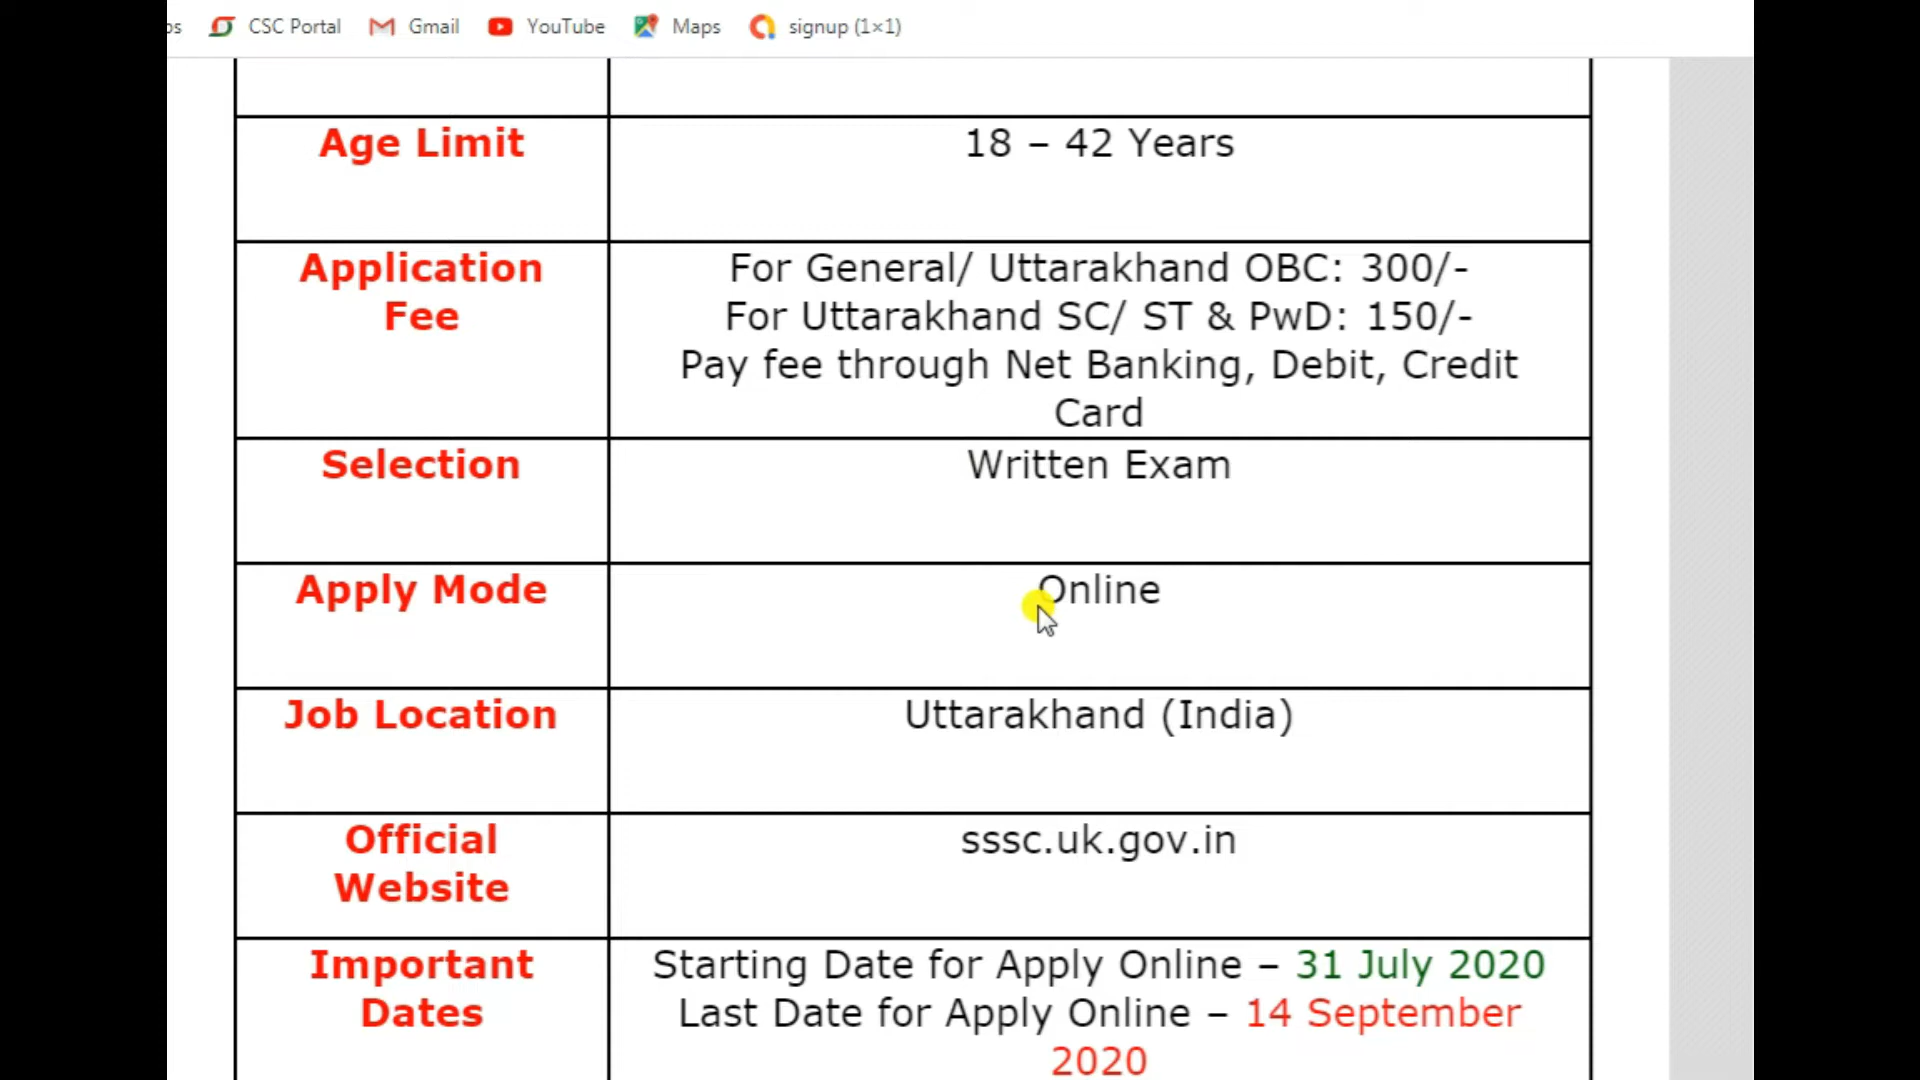 CSC Portal Gmail YouTube Maps signup (1×1)
Age Limit 18 – 42 Years
Application Fee
For General/ Uttarakhand OBC: 300/-
For Uttarakhand SC/ ST & PwD: 150/-
Pay fee through Net Banking, Debit, Credit
Card
Selection Written Exam
Apply Mode Online
Job Location Uttarakhand (India)
Official Website
sssc.uk.gov.in
Important Dates
Starting Date for Apply Online – 31 July 2020
Last Date for Apply Online – 14 September
2020